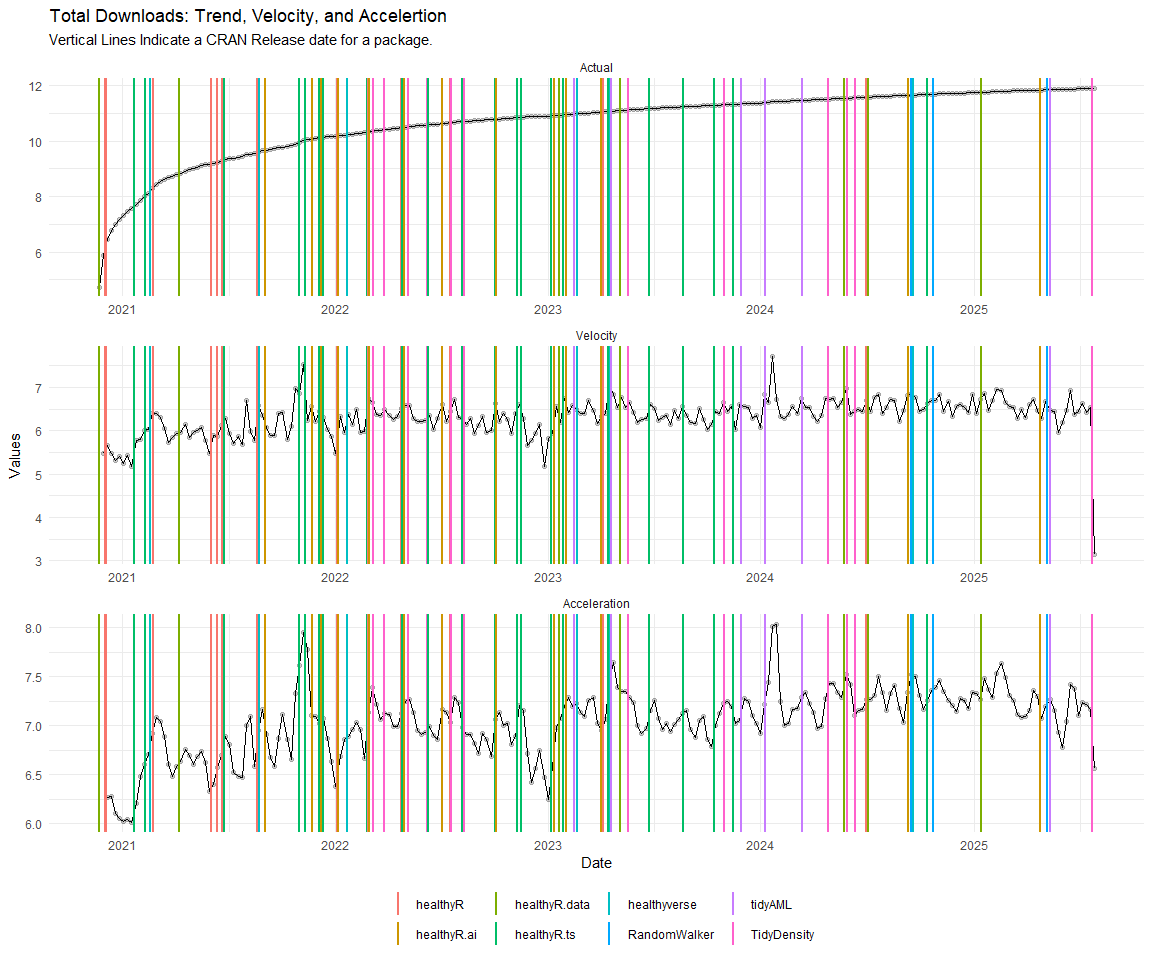 Total Downloads: Trend, Velocity, and Accelertion
Vertical Lines Indicate a CRAN Release date for a package.
Actual
12
10
8
6
2021 2022 2023 2024 2025
Velocity
7
6
5
4
3
2021 2022 2023 2024 2025
Values
Acceleration
8.0
7.5
7.0
6.5
6.0
2021 2022 2023 2024 2025
Date
healthyR healthyR.data healthyverse tidyAML
healthyR.ai healthyR.ts RandomWalker TidyDensity